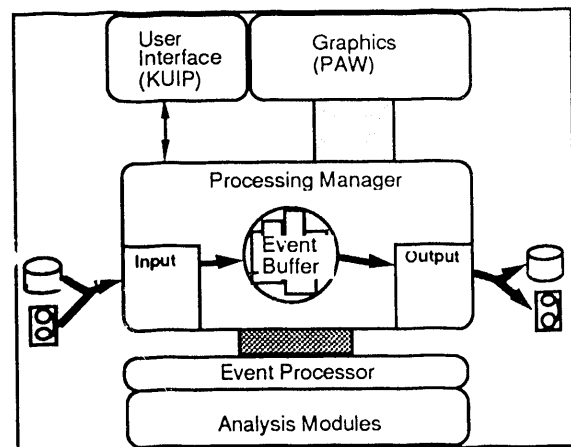 User
Interface
(KUIP)
Graphics
(PAW)
Processing Manager
Input
Event
Buffer
Output
Event Processor
Analysis Modules